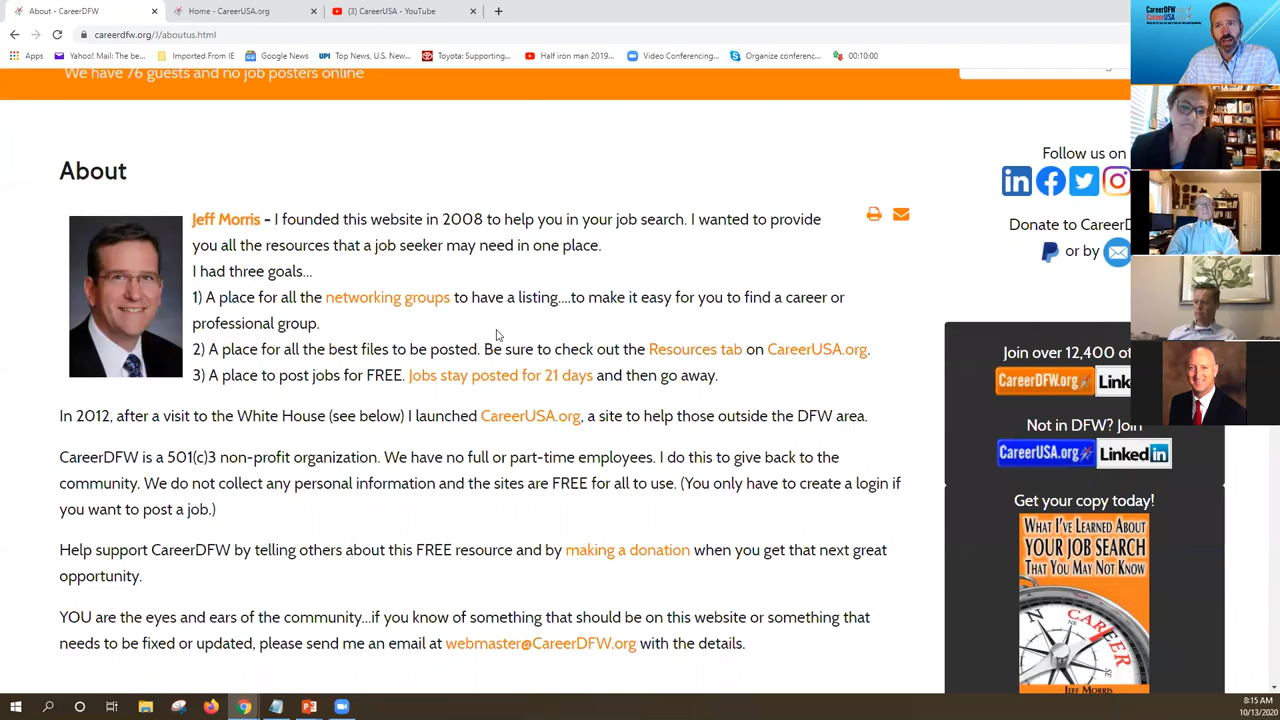 About - CareerDFW
Home - CareerUSA.org
(3) CareerUSA - YouTube
careerdfw.org//aboutus.html
Apps
Yahoo! Mail: The be...
Imported From IE
Google News
Top News, U.S. New...
Toyota: Supporting...
Half iron man 2019...
Video Conferencing...
Organize conferenc...
00:10:00
CareerDFW
CareerUSA
We have 76 guests and no job posters online
About
Jeff Morris - I founded this website in 2008 to help you in your job search. I wanted to provide
you all the resources that a job seeker may need in one place.
I had three goals...
1) A place for all the networking groups to have a listing....to make it easy for you to find a career or
professional group.
2) A place for all the best files to be posted. Be sure to check out the Resources tab on CareerUSA.org.
3) A place to post jobs for FREE. Jobs stay posted for 21 days and then go away.
In 2012, after a visit to the White House (see below) I launched CareerUSA.org, a site to help those outside the DFW area.
CareerDFW is a 501(c)3 non-profit organization. We have no full or part-time employees. I do this to give back to the
community. We do not collect any personal information and the sites are FREE for all to use. (You only have to create a login if
you want to post a job.)
Help support CareerDFW by telling others about this FREE resource and by making a donation when you get that next great
opportunity.
YOU are the eyes and ears of the community...if you know of something that should be on this website or something that
needs to be fixed or updated, please send me an email at webmaster@CareerDFW.org with the details.
Follow us on
Donate to CareerD
or by
Join over 12,400 ot
CareerDFW.org Link
Not in DFW? Join
CareerUSA.org Linked in
Get your copy today!
WHAT I'VE LEARNED ABOUT
YOUR JOB SEARCH
THAT YOU MAY NOT KNOW
CAREER
JEFF MORRIS
8:15 AM
10/13/2020